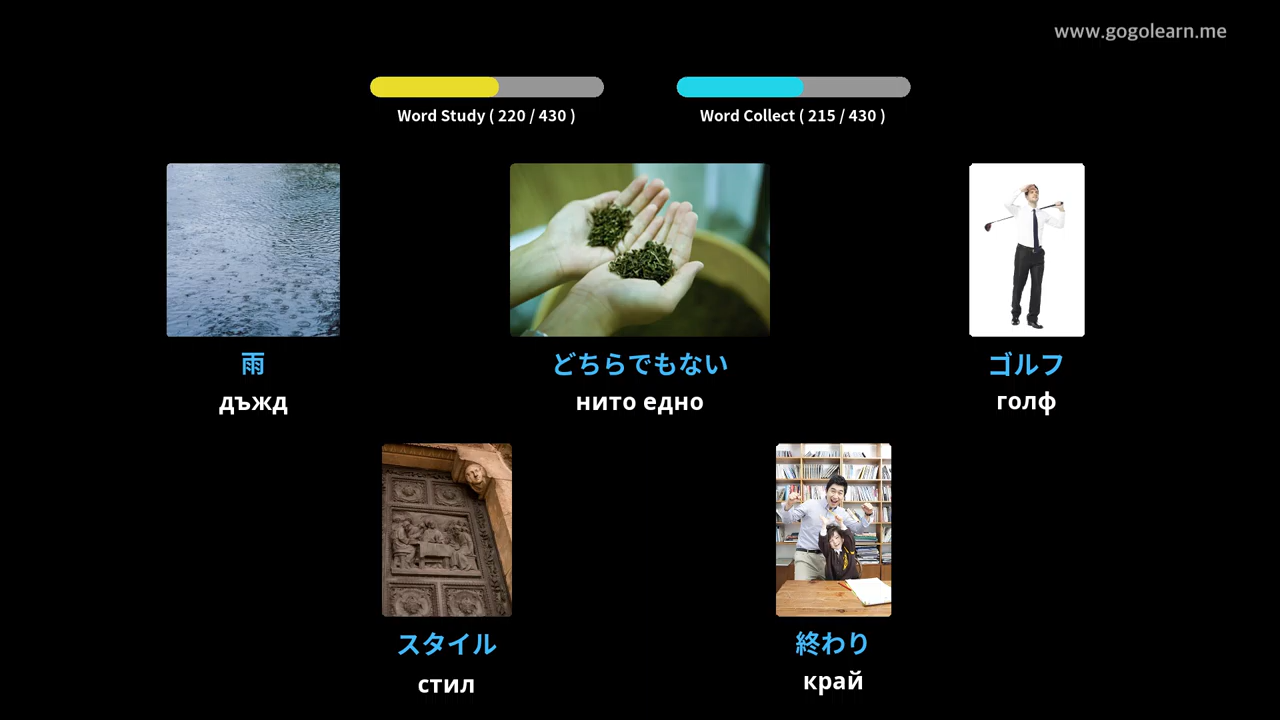 www.gogolearn.me
Word Study ( 220 / 430 )
Word Collect ( 215 / 430 )
雨
дъжд
どちらでもない
нито едно
ゴルフ
голф
スタイル
стил
終わり
край